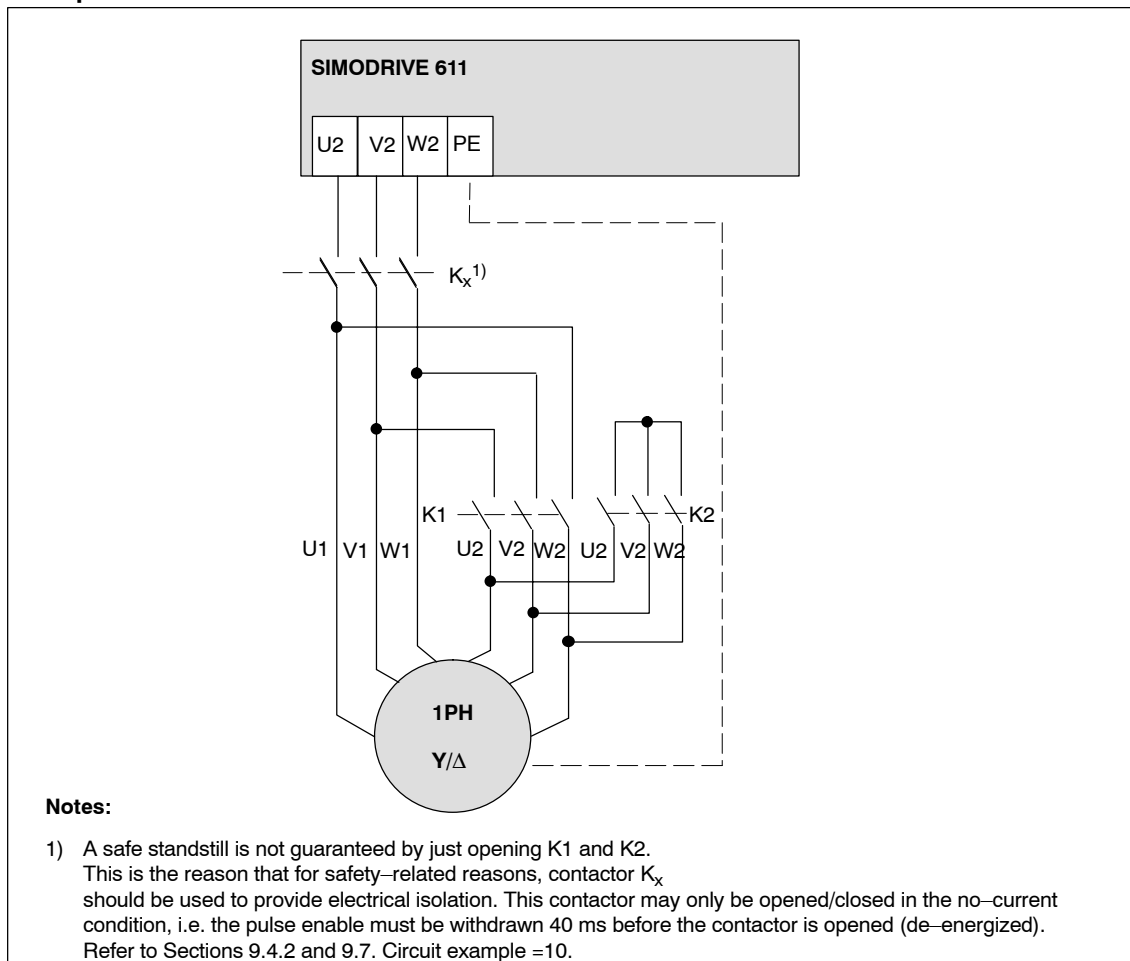 SIMODRIVE 611
U2 V2 W2 PE
Kx1)
K1 K2
U1 V1 W1 U2 V2 W2 U2 V2 W2
1PH
Y/Δ
Notes:
1) A safe standstill is not guaranteed by just opening K1 and K2.
This is the reason that for safety–related reasons, contactor Kx
should be used to provide electrical isolation. This contactor may only be opened/closed in the no–current
condition, i.e. the pulse enable must be withdrawn 40 ms before the contactor is opened (de–energized).
Refer to Sections 9.4.2 and 9.7. Circuit example =10.